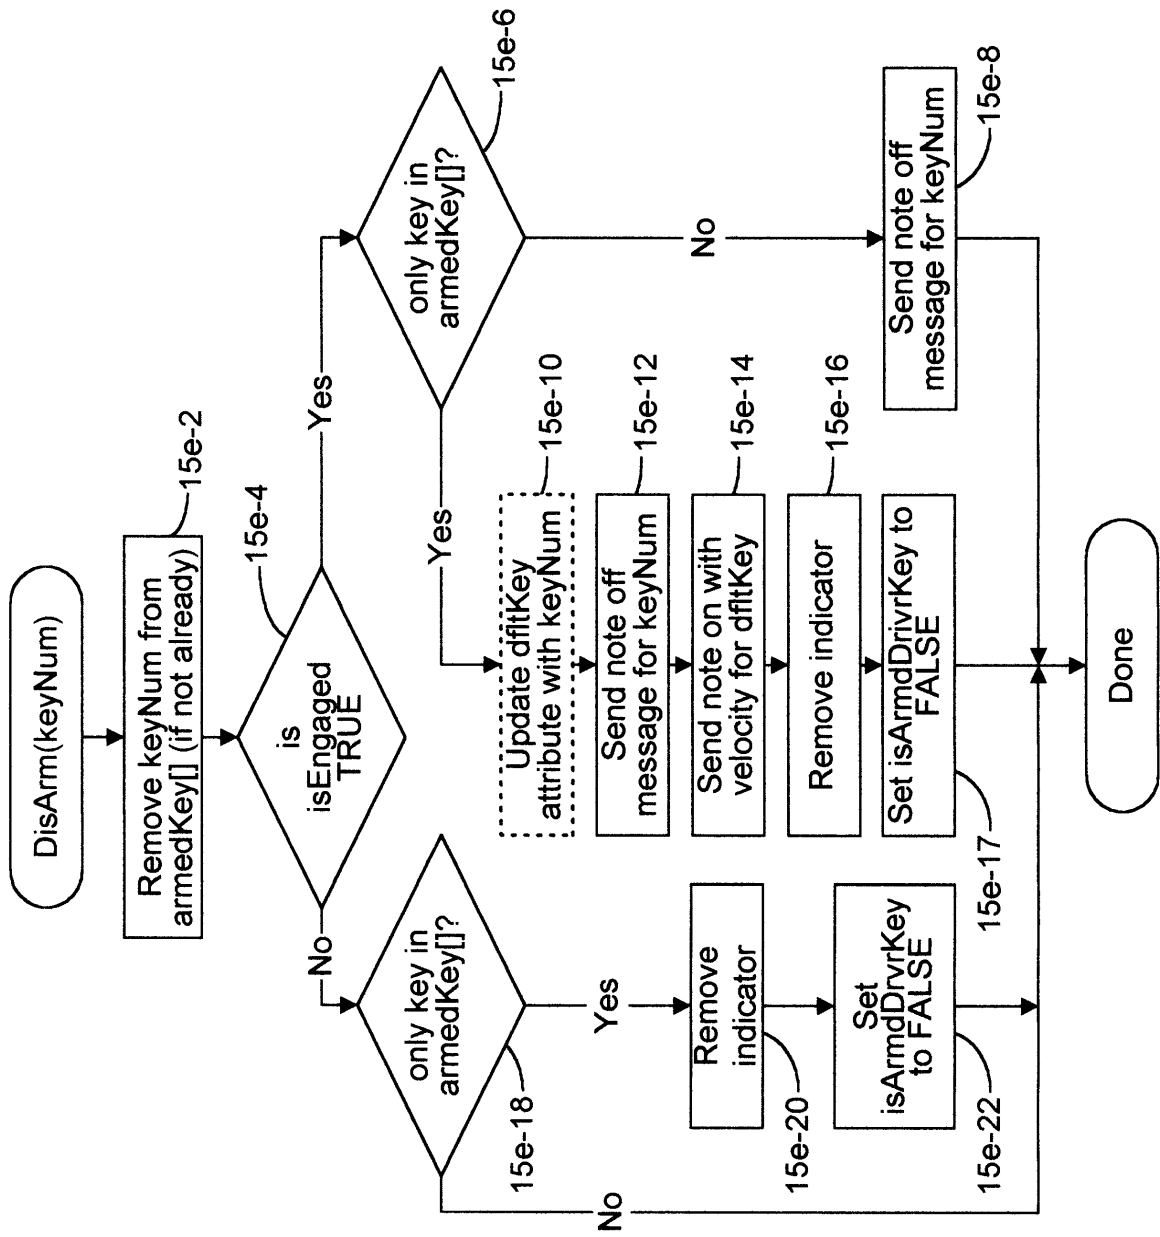 DisArm(keyNum)
Remove keyNum from
armedKey[] (if not already)
15e-2
is
isEngaged
TRUE
15e-4
No
Yes
only key in
armedKey[]?
15e-18
only key in
armedKey[]?
15e-6
Yes
No
Yes
No
Remove
indicator
15e-20
Set
isArmdDrvrKey
to FALSE
15e-22
Update dfltKey
attribute with keyNum
15e-10
Send note off
message for keyNum
15e-12
Send note on with
velocity for dfltKey
15e-14
Remove indicator
15e-16
Set isArmdDrivrKey to
FALSE
15e-17
Send note off
message for keyNum
15e-8
Done